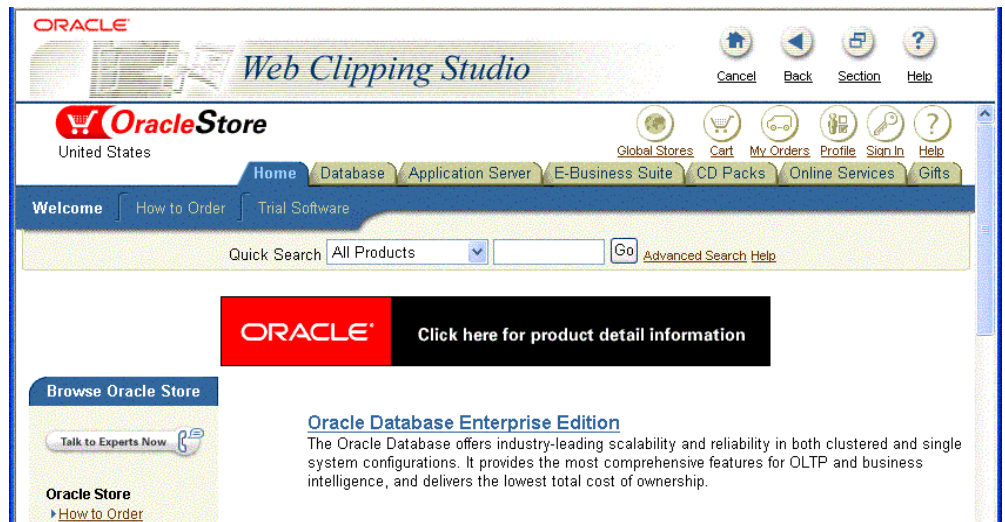 ORACLE
Web Clipping Studio
Cancel Back Section Help
OracleStore
United States
Global Stores Cart My Orders Profile Sign In Help
Home Database Application Server E-Business Suite CD Packs Online Services Gifts
Welcome How to Order Trial Software
Quick Search All Products Go Advanced Search Help
ORACLE Click here for product detail information
Browse Oracle Store
Talk to Experts Now
Oracle Database Enterprise Edition
The Oracle Database offers industry-leading scalability and reliability in both clustered and single
system configurations. It provides the most comprehensive features for OLTP and business
intelligence, and delivers the lowest total cost of ownership.
Oracle Store
How to Order